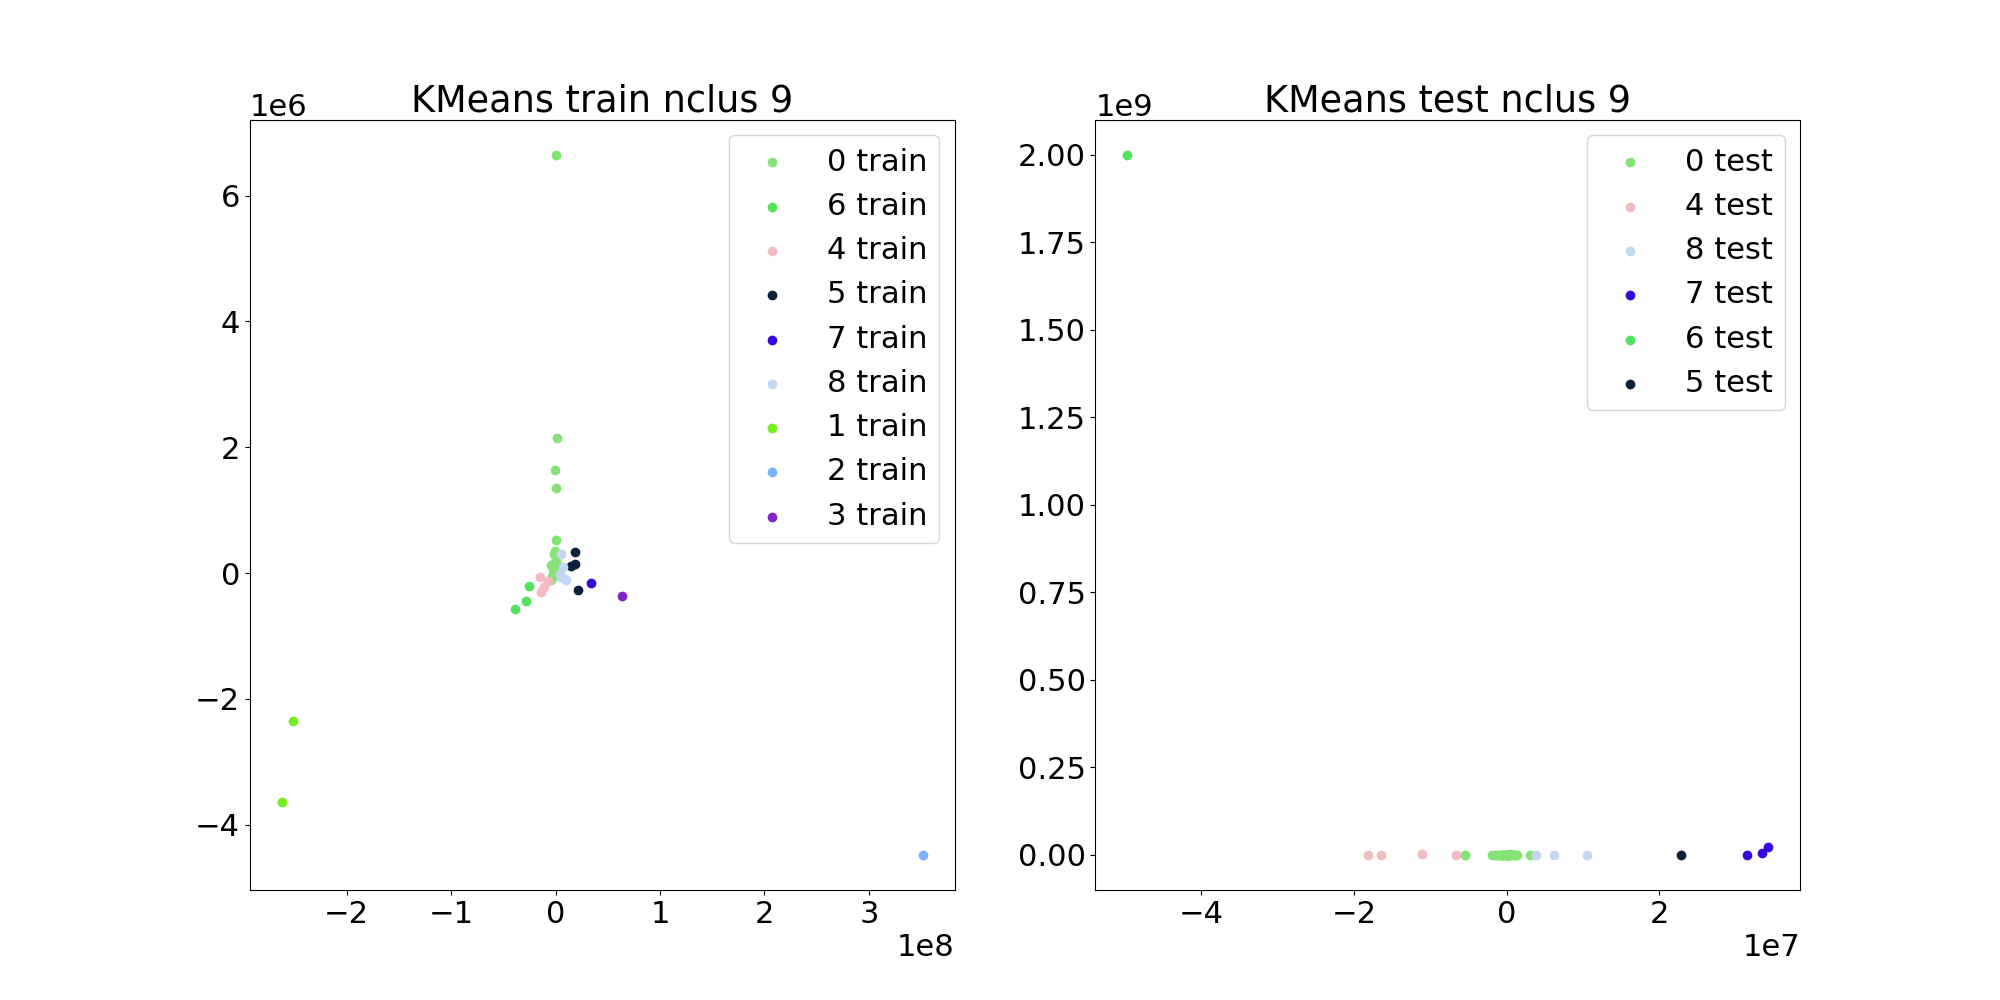 KMeans train nclus 9
1e6
6
4
2
0
−2
−4
−2
−1
0
1
2
3
1e8
0 train
6 train
4 train
5 train
7 train
8 train
1 train
2 train
3 train
KMeans test nclus 9
1e9
2.00
1.75
1.50
1.25
1.00
0.75
0.50
0.25
0.00
−4
−2
0
2
1e7
0 test
4 test
8 test
7 test
6 test
5 test